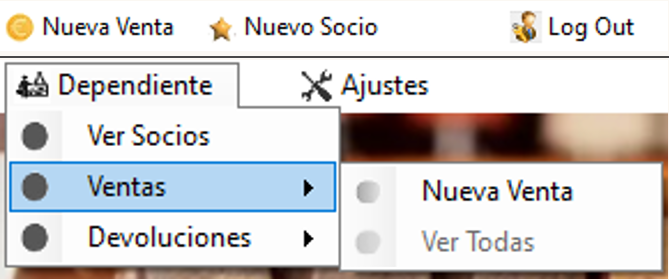 Nueva Venta Nuevo Socio Log Out
Dependiente Ajustes
Ver Socios
Ventas
Nueva Venta
Devoluciones
Ver Todas